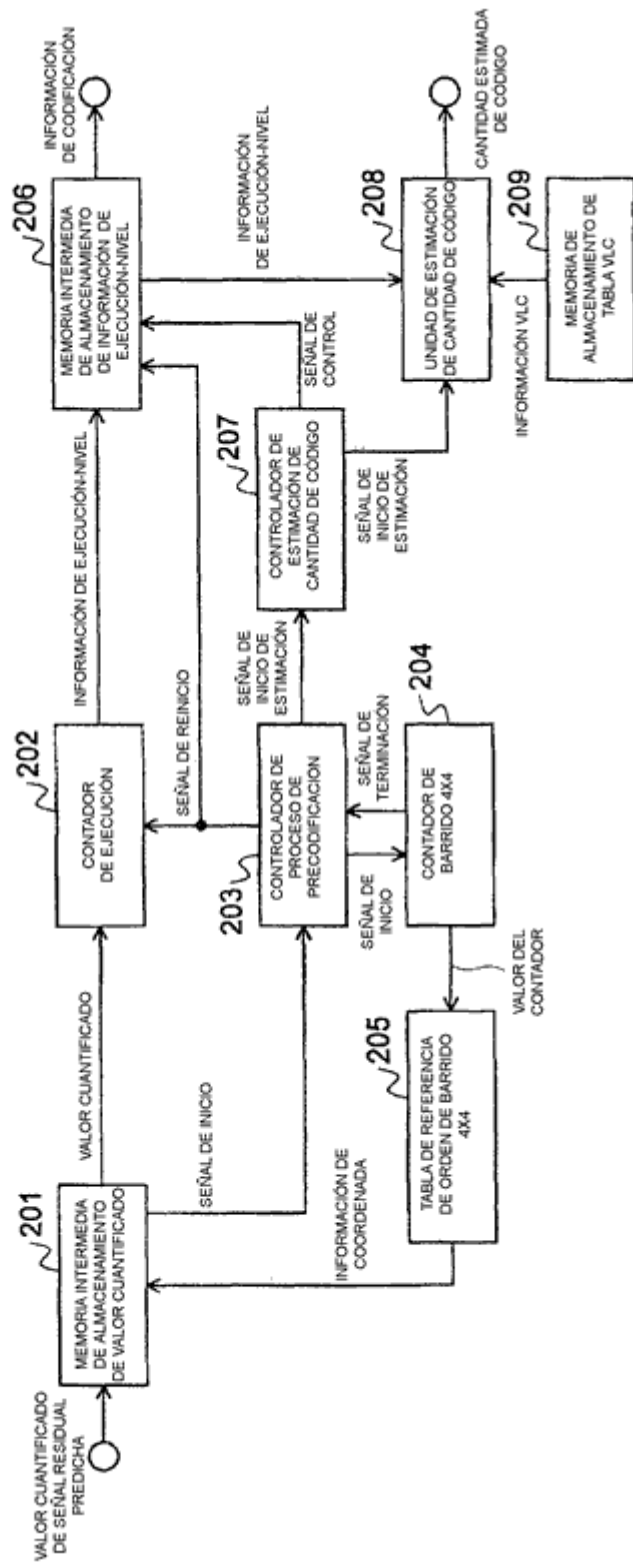 VALOR CUANTIFICADO
DE SEÑAL RESIDUAL
PREDICHA
201
MEMORIA INTERMEDIA
DE ALMACENAMIENTO
DE VALOR CUANTIFICADO
VALOR CUANTIFICADO
SEÑAL DE INICIO
INFORMACIÓN DE
COORDENADA
202
CONTADOR
DE EJECUCIÓN
INFORMACIÓN DE EJECUCIÓN-NIVEL
206
MEMORIA INTERMEDIA
DE ALMACENAMIENTO
DE INFORMACIÓN DE
EJECUCIÓN-NIVEL
INFORMACIÓN
DE CODIFICACIÓN
SEÑAL DE REINICIO
203
CONTROLADOR DE
PROCESO DE
PRECODIFICACIÓN
SEÑAL DE
INICIO DE
ESTIMACIÓN
207
CONTROLADOR DE
ESTIMACIÓN DE
CANTIDAD DE CÓDIGO
SEÑAL DE
CONTROL
INFORMACIÓN
DE EJECUCIÓN-NIVEL
SEÑAL DE
INICIO DE
ESTIMACIÓN
208
UNIDAD DE ESTIMACIÓN
DE CANTIDAD DE CÓDIGO
CANTIDAD ESTIMADA
DE CÓDIGO
SEÑAL DE
INICIO
SEÑAL DE
TERMINACIÓN
204
CONTADOR DE
BARRIDO 4X4
VALOR DEL
CONTADOR
205
TABLA DE REFERENCIA
DE ORDEN DE BARRIDO
4X4
INFORMACIÓN VLC
209
MEMORIA DE
ALMACENAMIENTO DE
TABLA VLC